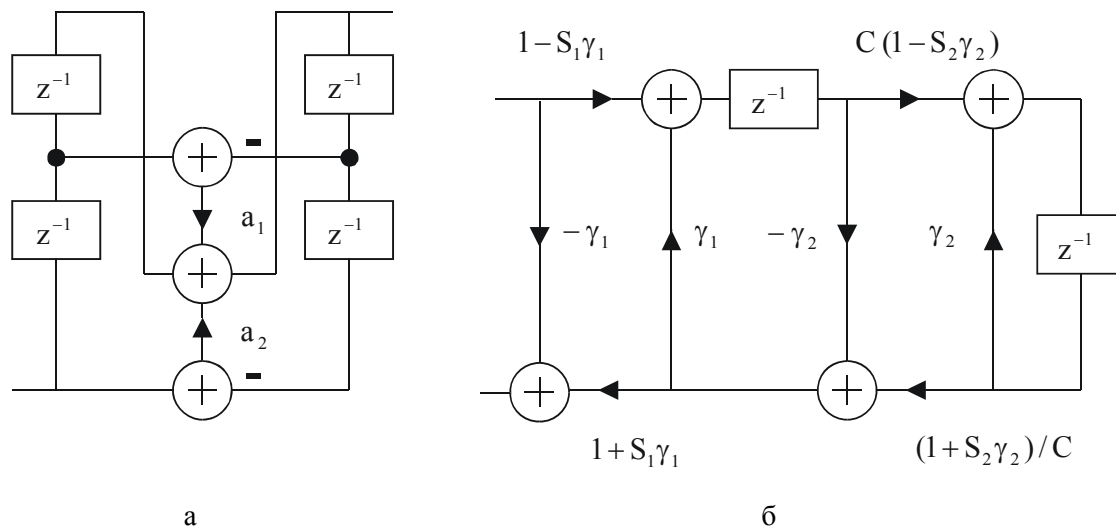 1 – S₁γ₁
C (1 – S₂γ₂)
z⁻¹
z⁻¹
z⁻¹
+
z⁻¹
+
+
-
a₁
z⁻¹
z⁻¹
– γ₁
γ₁
– γ₂
γ₂
z⁻¹
+
a₂
-
+
+
+
1 + S₁γ₁
(1 + S₂γ₂) / C
а
б